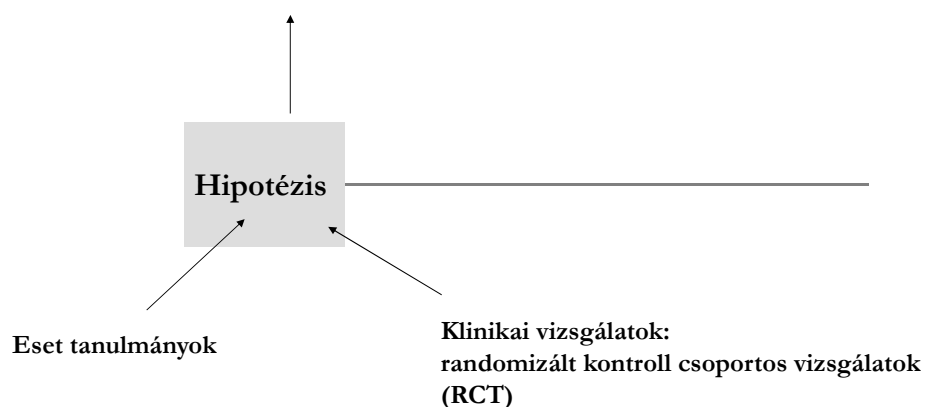 Hipotézis
Eset tanulmányok
Klinikai vizsgálatok:
randomizált kontroll csoportos vizsgálatok
(RCT)